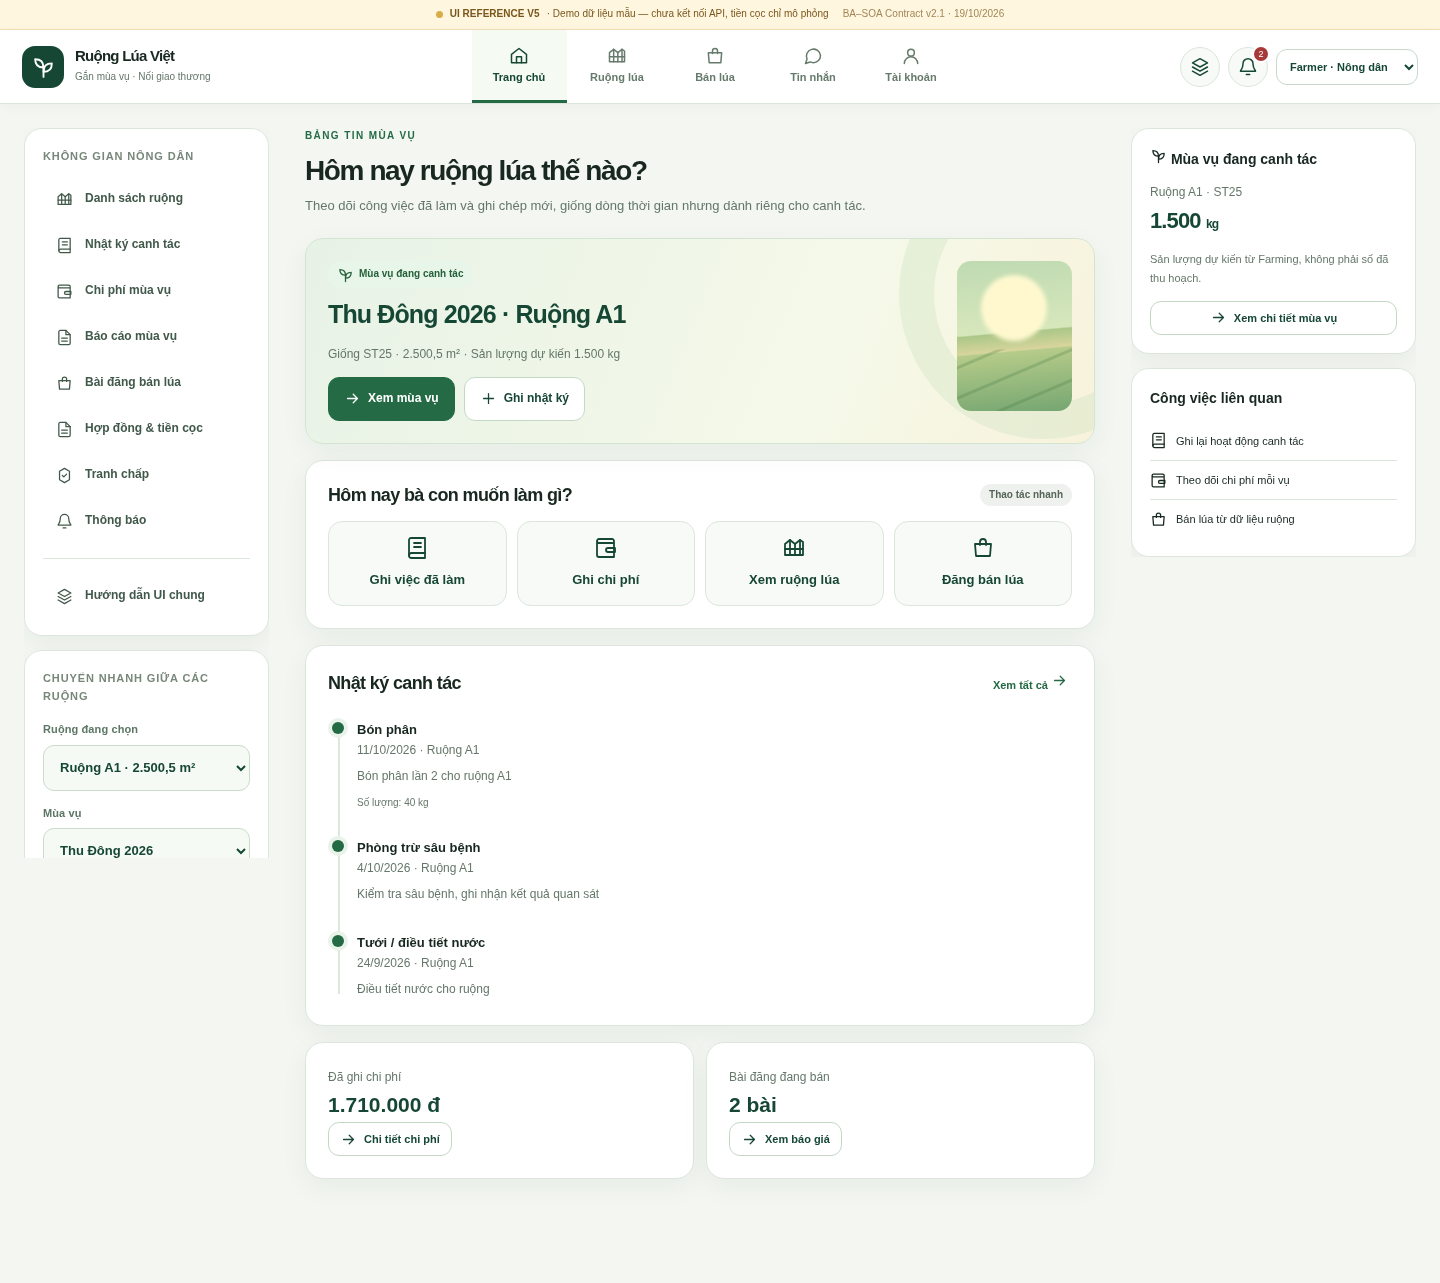 UI REFERENCE V5 · Demo dữ liệu mẫu — chưa kết nối API, tiền cọc chỉ mô phỏng BA–SOA Contract v2.1 · 19/10/2026
Ruộng Lúa Việt
Gắn mùa vụ · Nối giao thương
Trang chủ
Ruộng lúa
Bán lúa
Tin nhắn
Tài khoản
2
Farmer · Nông dân
KHÔNG GIAN NÔNG DÂN
Danh sách ruộng
Nhật ký canh tác
Chi phí mùa vụ
Báo cáo mùa vụ
Bài đăng bán lúa
Hợp đồng & tiền cọc
Tranh chấp
Thông báo
Hướng dẫn UI chung
CHUYỂN NHANH GIỮA CÁC
RUỘNG
Ruộng đang chọn
Ruộng A1 · 2.500,5 m²
Mùa vụ
Thu Đông 2026
BẢNG TIN MÙA VỤ
Hôm nay ruộng lúa thế nào?
Theo dõi công việc đã làm và ghi chép mới, giống dòng thời gian nhưng dành riêng cho canh tác.
Mùa vụ đang canh tác
Thu Đông 2026 · Ruộng A1
Giống ST25 · 2.500,5 m² · Sản lượng dự kiến 1.500 kg
Xem mùa vụ
Ghi nhật ký
Hôm nay bà con muốn làm gì?
Thao tác nhanh
Ghi việc đã làm
Ghi chi phí
Xem ruộng lúa
Đăng bán lúa
Nhật ký canh tác
Xem tất cả
Bón phân
11/10/2026 · Ruộng A1
Bón phân lần 2 cho ruộng A1
Số lượng: 40 kg
Phòng trừ sâu bệnh
4/10/2026 · Ruộng A1
Kiểm tra sâu bệnh, ghi nhận kết quả quan sát
Tưới / điều tiết nước
24/9/2026 · Ruộng A1
Điều tiết nước cho ruộng
Đã ghi chi phí
1.710.000 đ
Chi tiết chi phí
Bài đăng đang bán
2 bài
Xem báo giá
Mùa vụ đang canh tác
Ruộng A1 · ST25
1.500 kg
Sản lượng dự kiến từ Farming, không phải số đã
thu hoạch.
Xem chi tiết mùa vụ
Công việc liên quan
Ghi lại hoạt động canh tác
Theo dõi chi phí mỗi vụ
Bán lúa từ dữ liệu ruộng